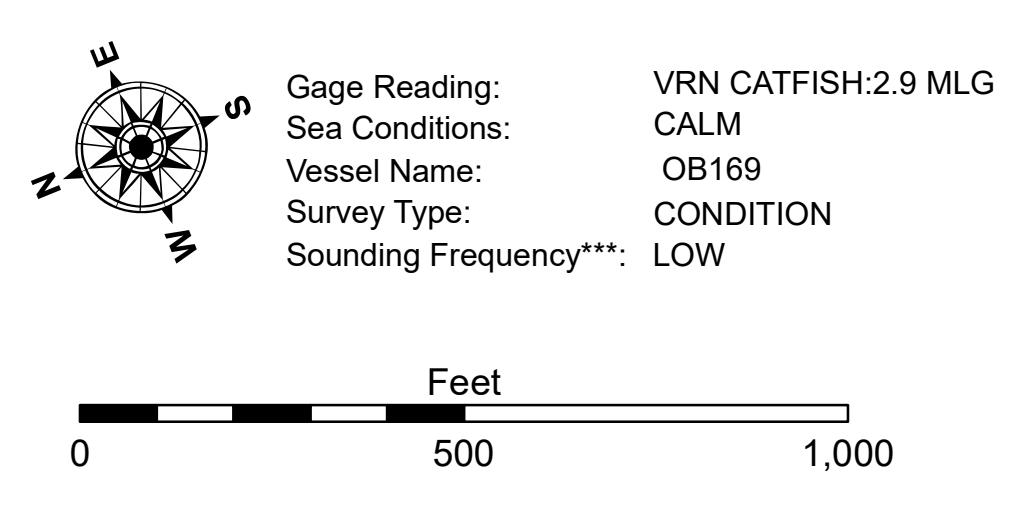 E
S
N
W
Gage Reading: VRN CATFISH:2.9 MLG
Sea Conditions: CALM
Vessel Name: OB169
Survey Type: CONDITION
Sounding Frequency***: LOW
Feet
0 500 1,000